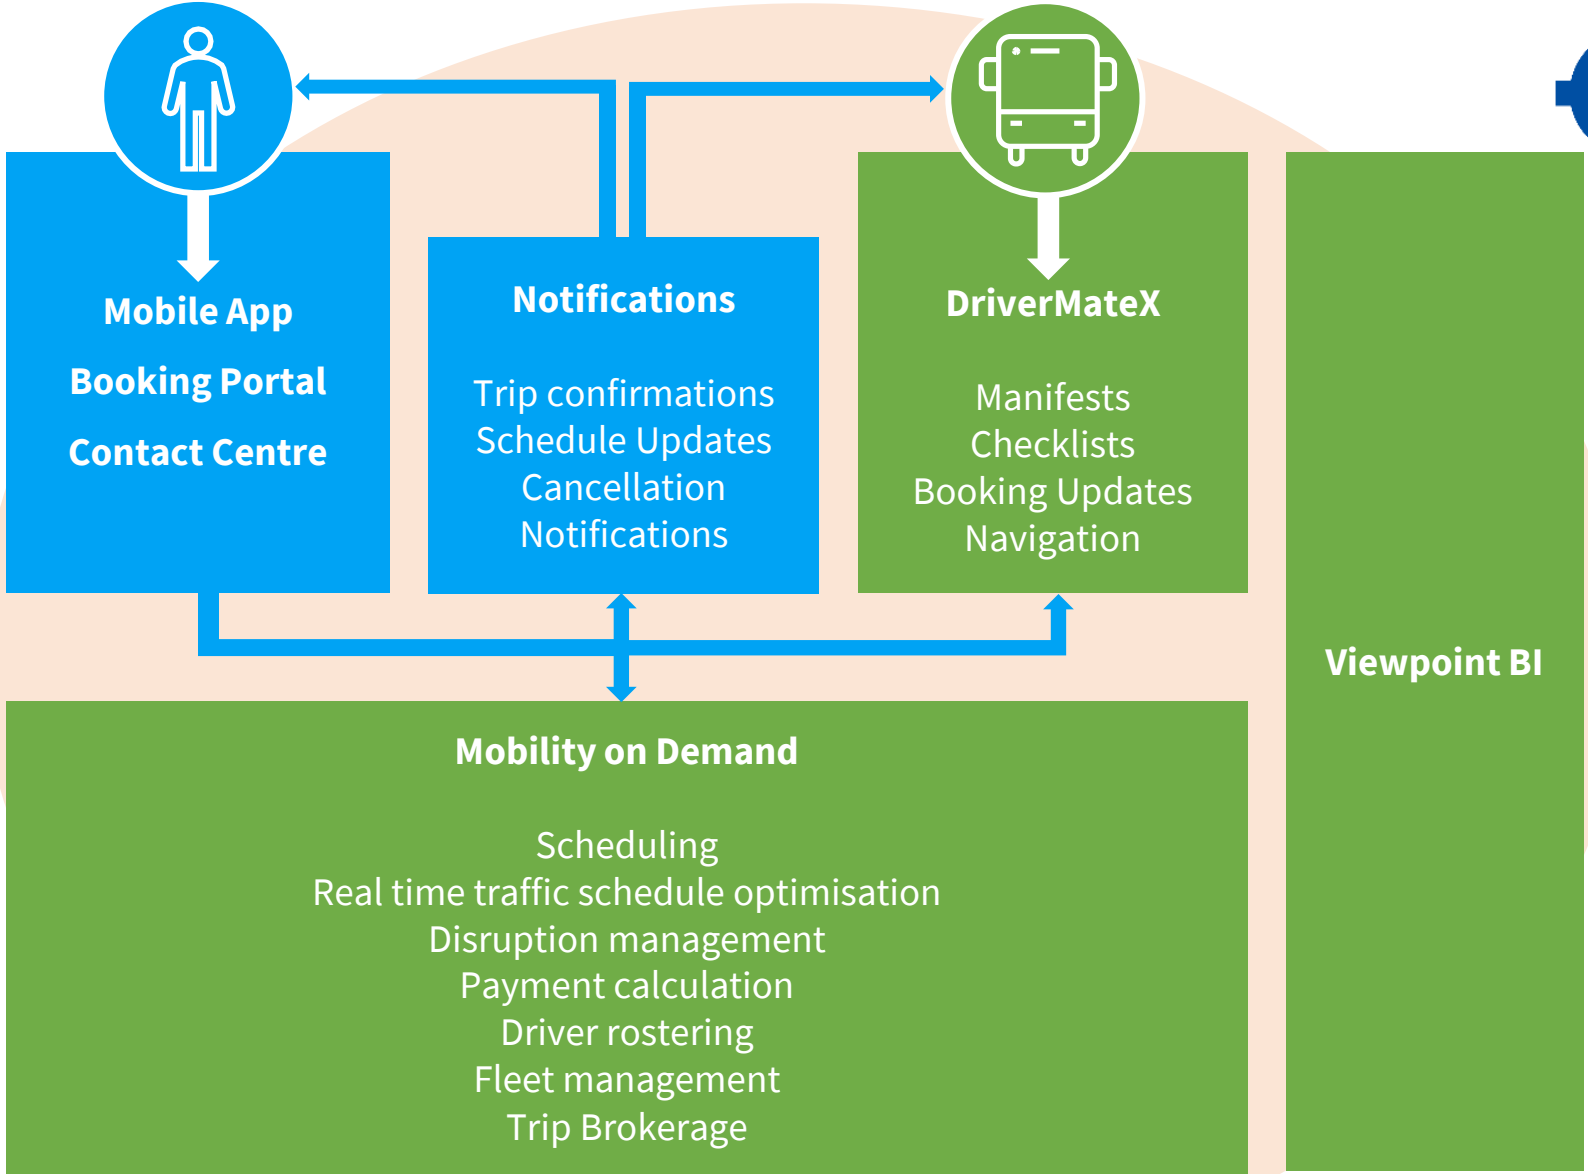 Mobile App
Booking Portal
Contact Centre
Notifications
Trip confirmations
Schedule Updates
Cancellation
Notifications
DriverMateX
Manifests
Checklists
Booking Updates
Navigation
Viewpoint BI
Mobility on Demand
Scheduling
Real time traffic schedule optimisation
Disruption management
Payment calculation
Driver rostering
Fleet management
Trip Brokerage